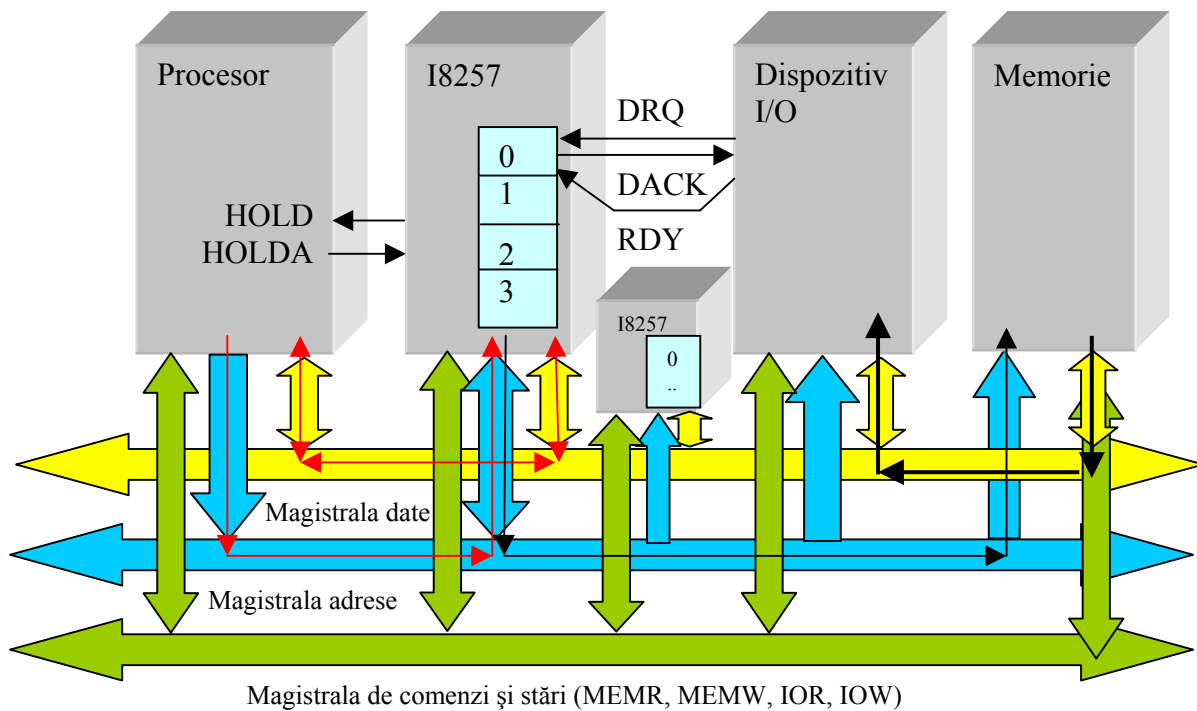 Procesor
I8257
Dispozitiv
I/O
Memorie
DRQ
0
1
2
3
DACK
RDY
HOLD
HOLDA
I8257
0
..
Magistrala date
Magistrala adrese
Magistrala de comenzi şi stări (MEMR, MEMW, IOR, IOW)